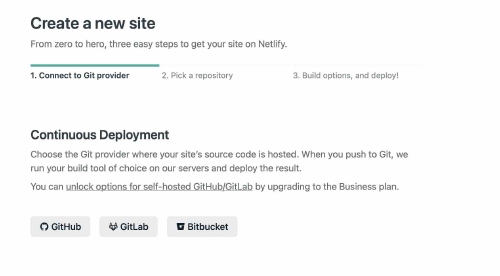 Create a new site
From zero to hero, three easy steps to get your site on Netlify.
1. Connect to Git provider 2. Pick a repository 3. Build options, and deploy!
Continuous Deployment
Choose the Git provider where your site's source code is hosted. When you push to Git, we
run your build tool of choice on our servers and deploy the result.
You can unlock options for self-hosted GitHub/GitLab by upgrading to the Business plan.
GitHub GitLab Bitbucket